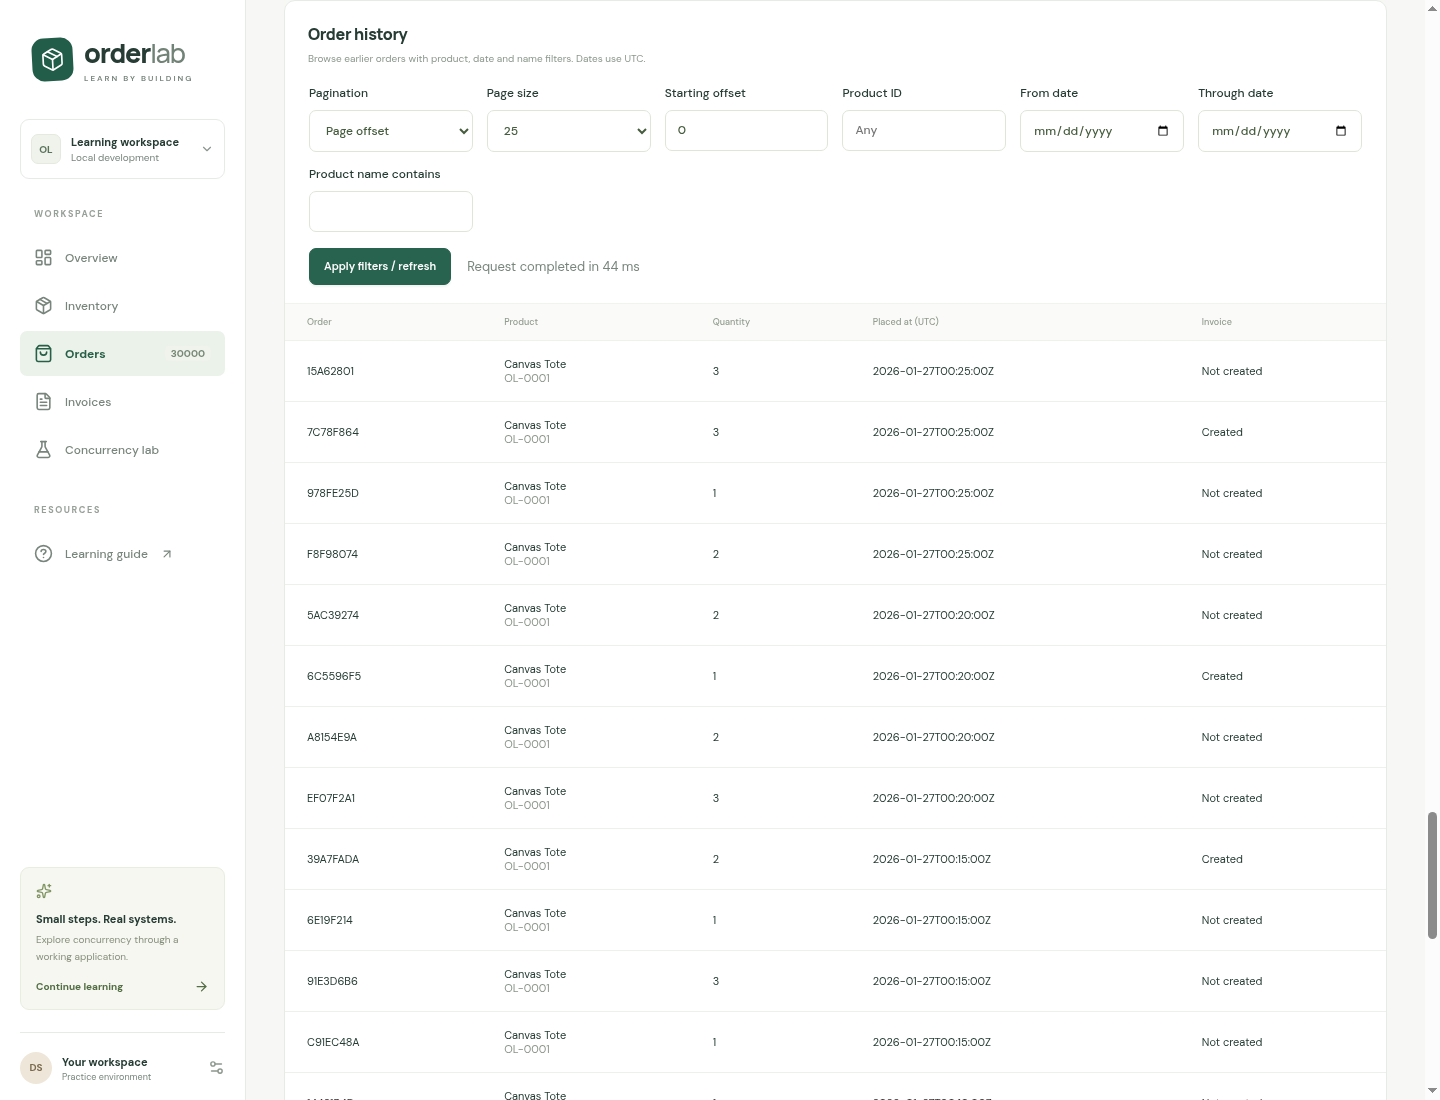 orderlab
LEARN BY BUILDING
OL
Learning workspace
Local development
WORKSPACE
Overview
Inventory
Orders 30000
Invoices
Concurrency lab
RESOURCES
Learning guide
Small steps. Real systems.
Explore concurrency through a
working application.
Continue learning
DS
Your workspace
Practice environment
Order history
Browse earlier orders with product, date and name filters. Dates use UTC.
Pagination Page size Starting offset Product ID From date Through date
Page offset 25 0 Any mm/dd/yyyy mm/dd/yyyy
Product name contains
Apply filters / refresh Request completed in 44 ms
Order Product Quantity Placed at (UTC) Invoice
15A62801 Canvas Tote 3 2026-01-27T00:25:00Z Not created
OL-0001
7C78F864 Canvas Tote 3 2026-01-27T00:25:00Z Created
OL-0001
978FE25D Canvas Tote 1 2026-01-27T00:25:00Z Not created
OL-0001
F8F98074 Canvas Tote 2 2026-01-27T00:25:00Z Not created
OL-0001
5AC39274 Canvas Tote 2 2026-01-27T00:20:00Z Not created
OL-0001
6C5596F5 Canvas Tote 1 2026-01-27T00:20:00Z Created
OL-0001
A8154E9A Canvas Tote 2 2026-01-27T00:20:00Z Not created
OL-0001
EF07F2A1 Canvas Tote 3 2026-01-27T00:20:00Z Not created
OL-0001
39A7FADA Canvas Tote 2 2026-01-27T00:15:00Z Created
OL-0001
6E19F214 Canvas Tote 1 2026-01-27T00:15:00Z Not created
OL-0001
91E3D6B6 Canvas Tote 3 2026-01-27T00:15:00Z Not created
OL-0001
C91EC48A Canvas Tote 1 2026-01-27T00:15:00Z Not created
OL-0001
Canvas Tote